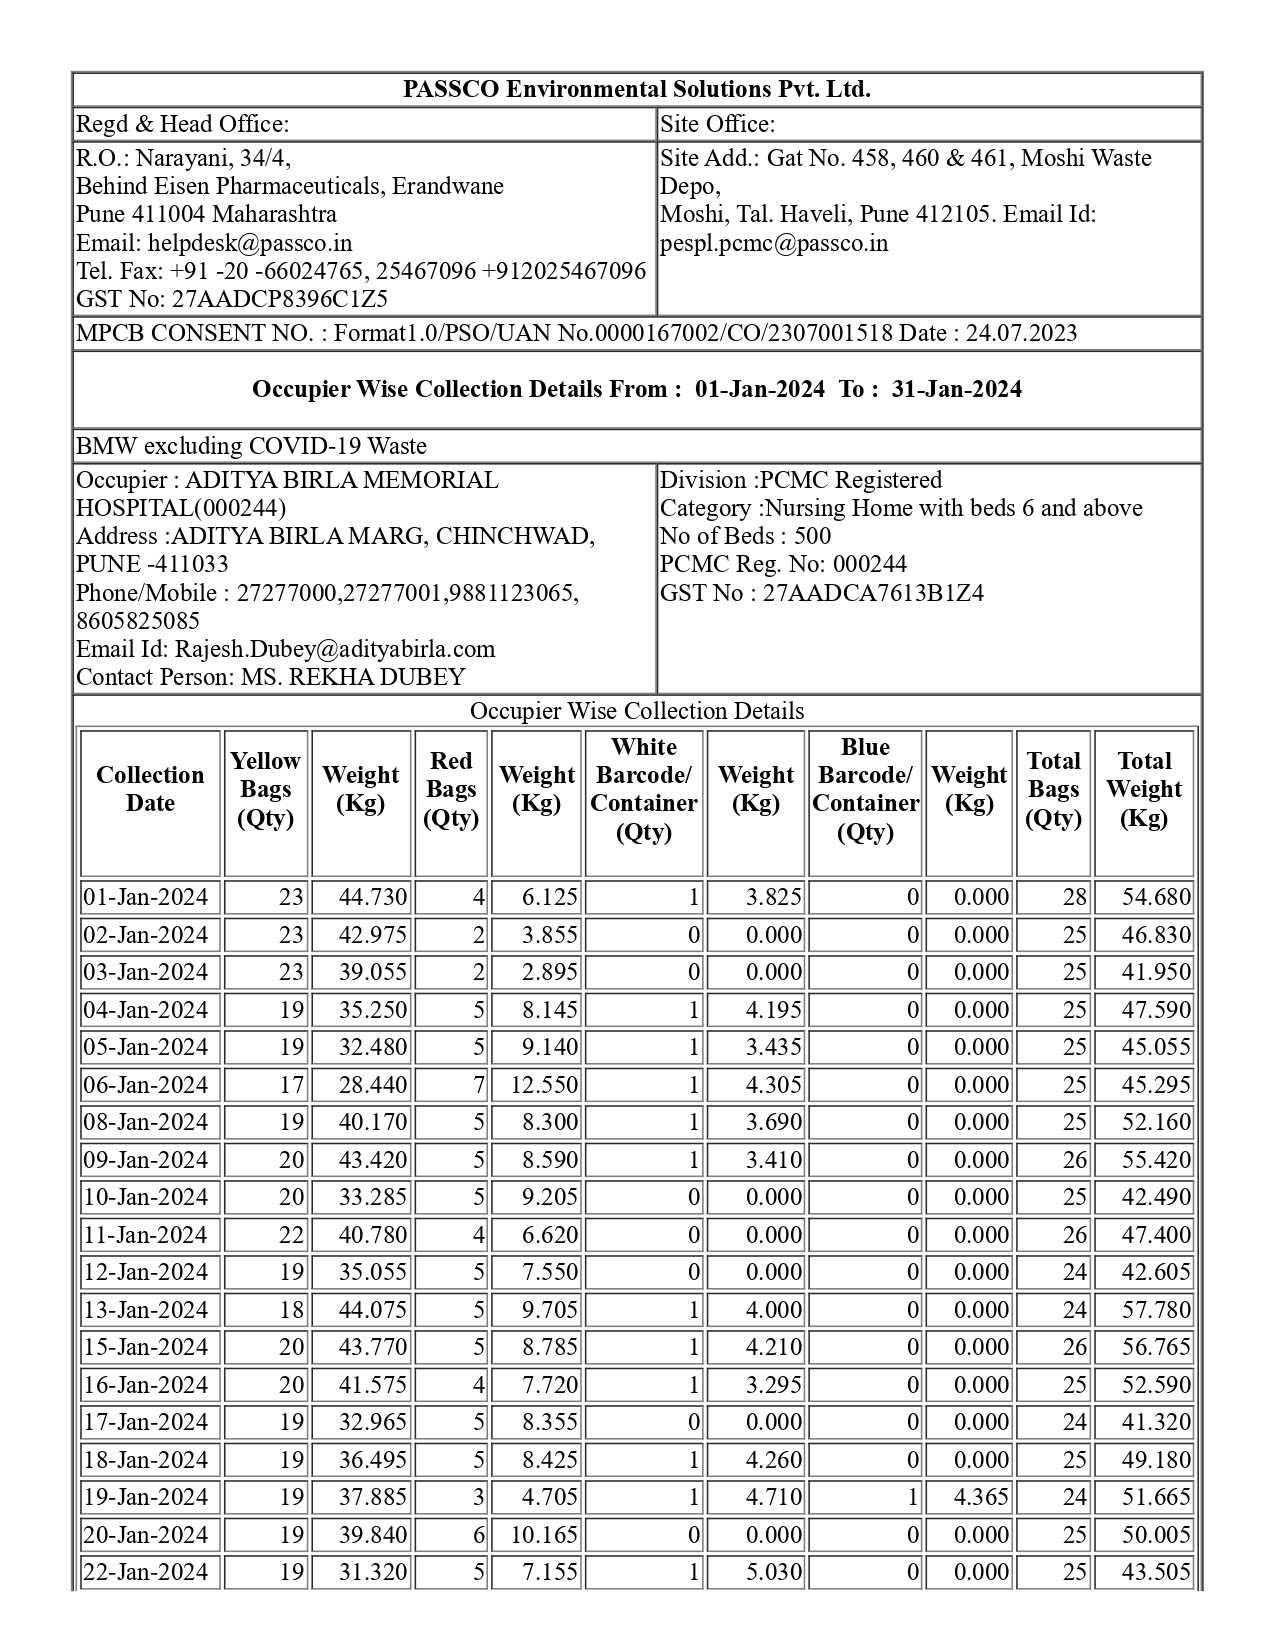 PASSCO Environmental Solutions Pvt. Ltd.
Regd & Head Office:
Site Office:
R.O.: Narayani, 34/4,
Behind Eisen Pharmaceuticals, Erandwane
Pune 411004 Maharashtra
Email: helpdesk@passco.in
Tel. Fax: +91 -20 -66024765, 25467096 +912025467096
GST No: 27AADCP8396C1Z5
Site Add.: Gat No. 458, 460 & 461, Moshi Waste
Depo,
Moshi, Tal. Haveli, Pune 412105. Email Id:
pespl.pcmc@passco.in
MPCB CONSENT NO. : Format1.0/PSO/UAN No.0000167002/CO/2307001518 Date : 24.07.2023
Occupier Wise Collection Details From : 01-Jan-2024 To : 31-Jan-2024
BMW excluding COVID-19 Waste
Occupier : ADITYA BIRLA MEMORIAL
HOSPITAL(000244)
Address :ADITYA BIRLA MARG, CHINCHWAD,
PUNE -411033
Phone/Mobile : 27277000,27277001,9881123065,
8605825085
Email Id: Rajesh.Dubey@adityabirla.com
Contact Person: MS. REKHA DUBEY
Division :PCMC Registered
Category :Nursing Home with beds 6 and above
No of Beds : 500
PCMC Reg. No: 000244
GST No : 27AADCA7613B1Z4
Occupier Wise Collection Details
Collection Date Yellow Bags (Qty) Weight (Kg) Red Bags (Qty) Weight (Kg) White Barcode/ Container (Qty) Weight (Kg) Blue Barcode/ Container (Qty) Weight (Kg) Total Bags (Qty) Total Weight (Kg)
01-Jan-2024 23 44.730 4 6.125 1 3.825 0 0.000 28 54.680
02-Jan-2024 23 42.975 2 3.855 0 0.000 0 0.000 25 46.830
03-Jan-2024 23 39.055 2 2.895 0 0.000 0 0.000 25 41.950
04-Jan-2024 19 35.250 5 8.145 1 4.195 0 0.000 25 47.590
05-Jan-2024 19 32.480 5 9.140 1 3.435 0 0.000 25 45.055
06-Jan-2024 17 28.440 7 12.550 1 4.305 0 0.000 25 45.295
08-Jan-2024 19 40.170 5 8.300 1 3.690 0 0.000 25 52.160
09-Jan-2024 20 43.420 5 8.590 1 3.410 0 0.000 26 55.420
10-Jan-2024 20 33.285 5 9.205 0 0.000 0 0.000 25 42.490
11-Jan-2024 22 40.780 4 6.620 0 0.000 0 0.000 26 47.400
12-Jan-2024 19 35.055 5 7.550 0 0.000 0 0.000 24 42.605
13-Jan-2024 18 44.075 5 9.705 1 4.000 0 0.000 24 57.780
15-Jan-2024 20 43.770 5 8.785 1 4.210 0 0.000 26 56.765
16-Jan-2024 20 41.575 4 7.720 1 3.295 0 0.000 25 52.590
17-Jan-2024 19 32.965 5 8.355 0 0.000 0 0.000 24 41.320
18-Jan-2024 19 36.495 5 8.425 1 4.260 0 0.000 25 49.180
19-Jan-2024 19 37.885 3 4.705 1 4.710 1 4.365 24 51.665
20-Jan-2024 19 39.840 6 10.165 0 0.000 0 0.000 25 50.005
22-Jan-2024 19 31.320 5 7.155 1 5.030 0 0.000 25 43.505